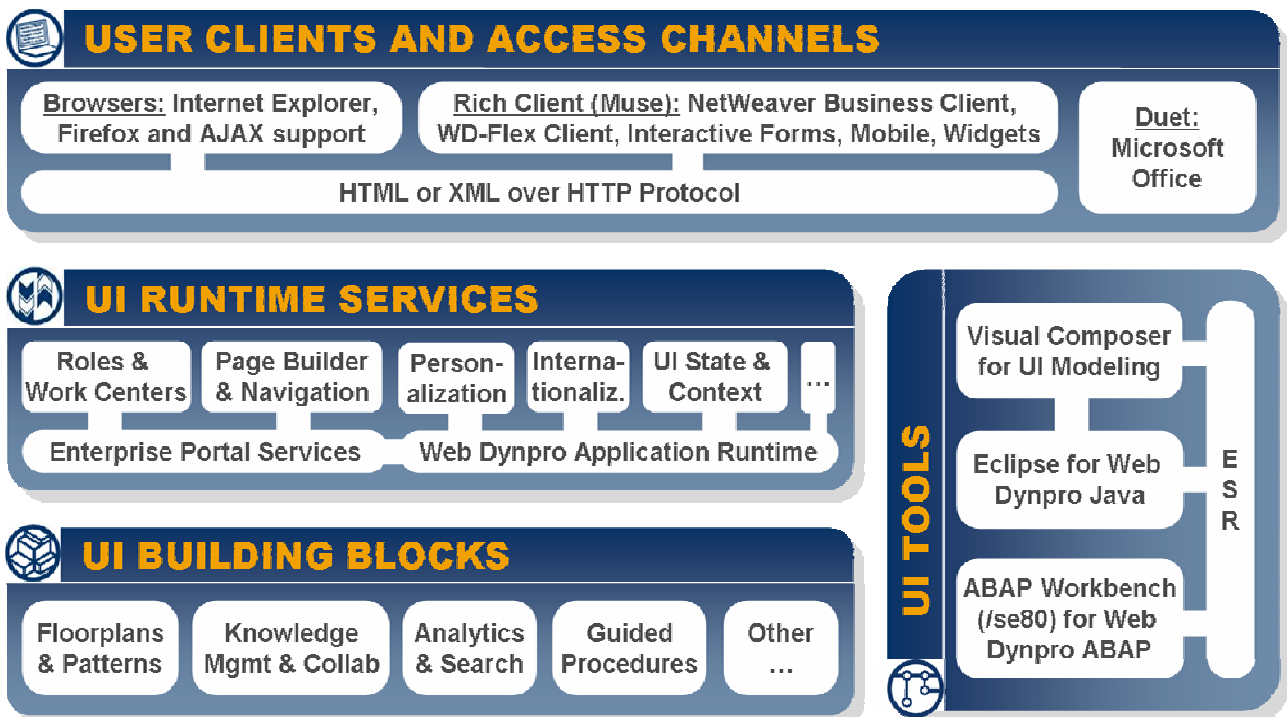 USER CLIENTS AND ACCESS CHANNELS
Browsers: Internet Explorer,
Firefox and AJAX support
Rich Client (Muse): NetWeaver Business Client,
WD-Flex Client, Interactive Forms, Mobile, Widgets
Duet:
Microsoft
Office
HTML or XML over HTTP Protocol
UI RUNTIME SERVICES
Roles &
Work Centers
Page Builder
& Navigation
Person-
alization
Interna-
tionaliz.
UI State &
Context
...
Enterprise Portal Services
Web Dynpro Application Runtime
UI BUILDING BLOCKS
Floorplans
& Patterns
Knowledge
Mgmt & Collab
Analytics
& Search
Guided
Procedures
Other
...
UI TOOLS
Visual Composer
for UI Modeling
Eclipse for Web
Dynpro Java
ABAP Workbench
(/se80) for Web
Dynpro ABAP
E
S
R